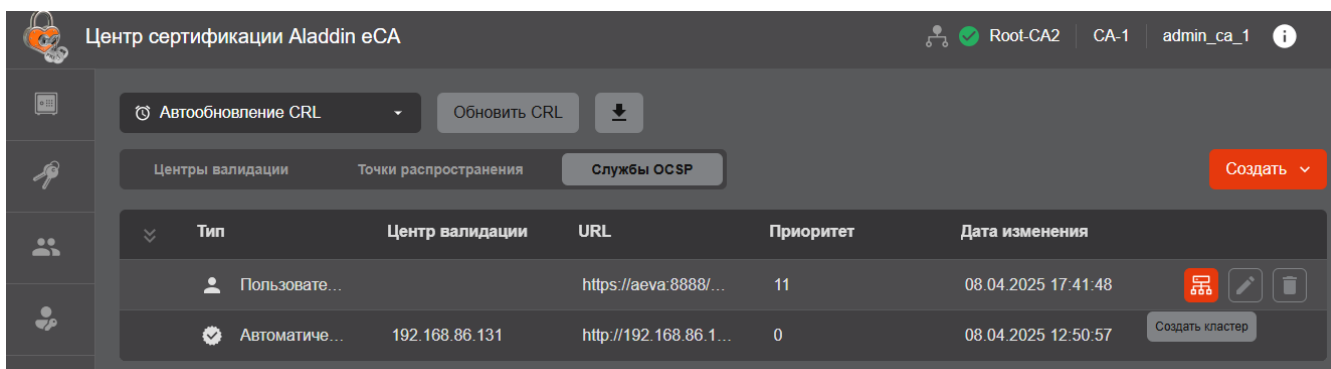 Центр сертификации Aladdin eCA
Root-CA2 CA-1 admin_ca_1
Автообновление CRL Обновить CRL
Центры валидации Точки распространения Службы OCSP Создать
Тип Центр валидации URL Приоритет Дата изменения
Пользовате... https://aeva:8888/... 11 08.04.2025 17:41:48
Создать кластер
Автоматиче... 192.168.86.131 http://192.168.86.1... 0 08.04.2025 12:50:57